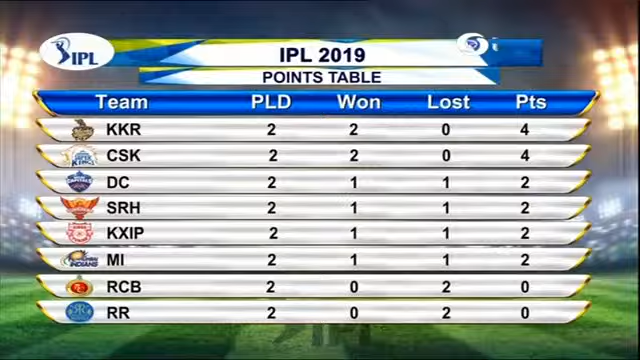 IPL
IPL 2019
POINTS TABLE
Team PLD Won Lost Pts
KKR 2 2 0 4
CSK 2 2 0 4
DC 2 1 1 2
SRH 2 1 1 2
KXIP 2 1 1 2
MI 2 1 1 2
RCB 2 0 2 0
RR 2 0 2 0